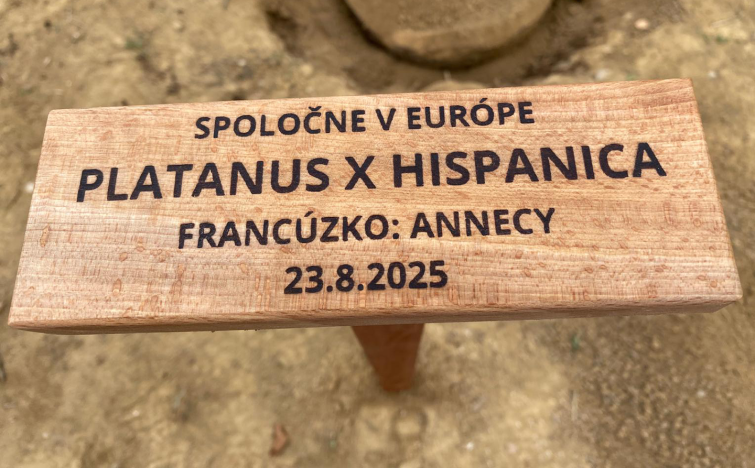 SPOLOČNE V EURÓPE
PLATANUS X HISPANICA
FRANCÚZKO: ANNECY
23.8.2025